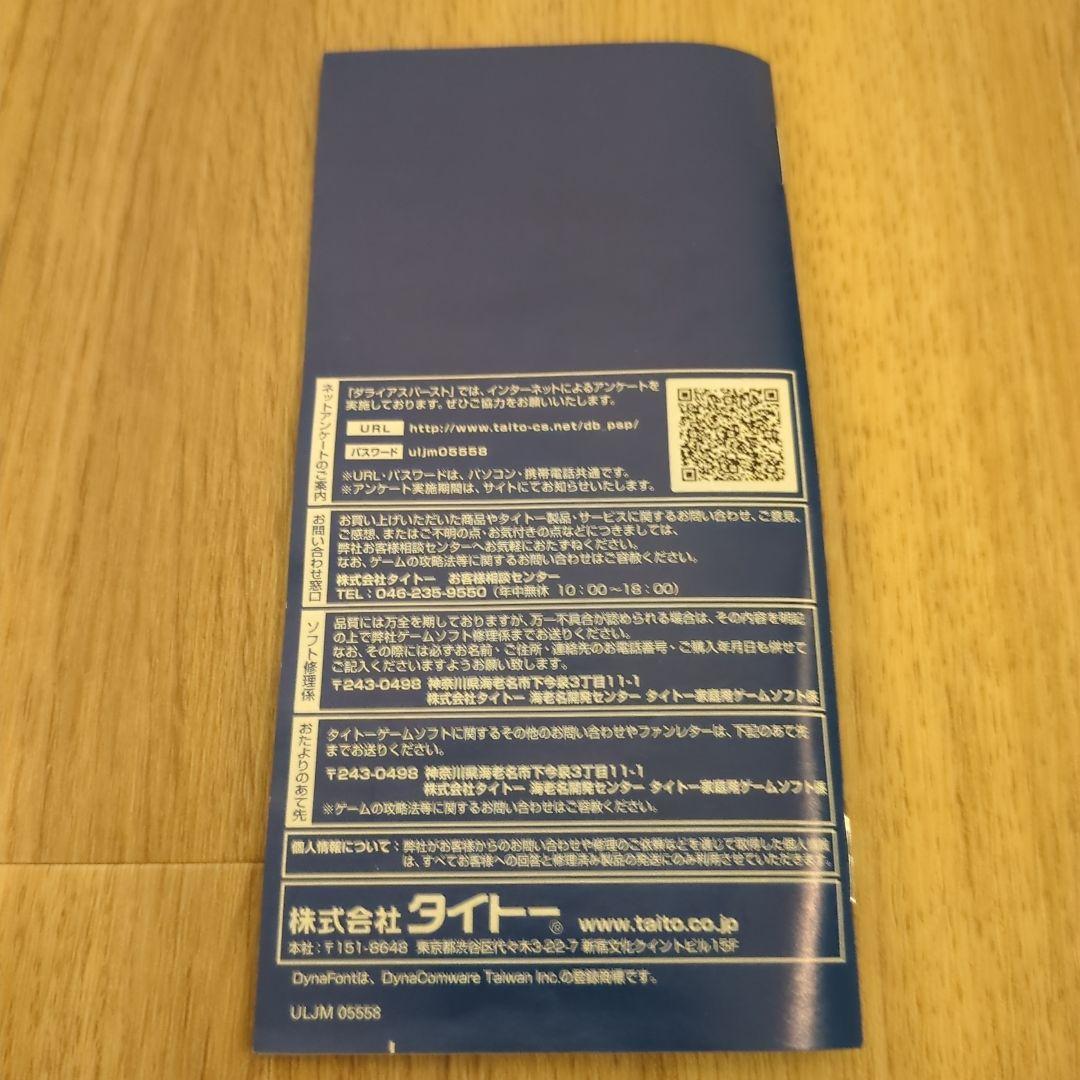 ネットアンケートのご案内
「ダライアスバースト」では、インターネットによるアンケートを
実施しております。ぜひご協力をお願いいたします。
URL http://www.taito-cs.net/db_psp/
パスワード uljm05558
※URL・パスワードは、パソコン・携帯電話共通です。
※アンケート実施期間は、サイトにてお知らせいたします。
お問い合わせ窓口
お買い上げいただいた商品やタイトー製品・サービスに関するお問い合わせ、ご意見、
ご感想、またはご不明の点・お気付きの点などにつきましては、
弊社お客様相談センターへお気軽におたずねください。
なお、ゲームの攻略法等に関するお問い合わせはご容赦ください。
株式会社タイトー お客様相談センター
TEL：046-235-9550（年中無休 10：00～18：00）
ソフト修理係
品質には万全を期しておりますが、万一不具合が認められる場合は、その内容を明記
の上で弊社ゲームソフト修理係までお送りください。
なお、その際には必ずお名前・ご住所・連絡先のお電話番号・ご購入年月日も併せて
ご記入くださいますようお願い致します。
〒243-0498 神奈川県海老名市下今泉3丁目11-1
株式会社タイトー 海老名開発センター タイトー家庭用ゲームソフト係
おたよりのあて先
タイトーゲームソフトに関するその他のお問い合わせやファンレターは、下記のあて先
までお送りください。
〒243-0498 神奈川県海老名市下今泉3丁目11-1
株式会社タイトー 海老名開発センター タイトー家庭用ゲームソフト係
※ゲームの攻略法等に関するお問い合わせはご容赦ください。
個人情報について：弊社がお客様からのお問い合わせや修理のご依頼などを通じて取得した個人情報
は、すべてお客様への回答と修理済み製品の発送にのみ利用させていただきます。
株式会社 タイトー® www.taito.co.jp
本社：〒151-8648 東京都渋谷区代々木3-22-7 新宿文化クイントビル15F
DynaFontは、DynaComware Taiwan Inc.の登録商標です。
ULJM 05558